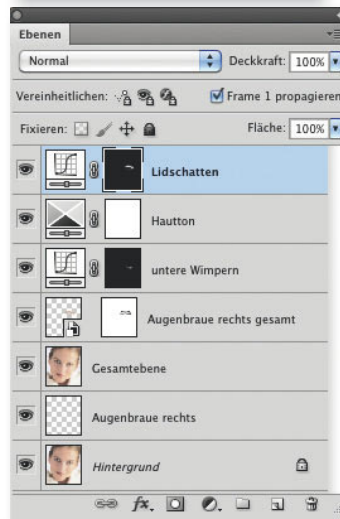 Ebenen
Normal Deckkraft: 100%
Vereinheitlichen: Frame 1 propagieren
Fixieren: Fläche: 100%
Lidschatten
Hautton
untere Wimpern
Augenbraue rechts gesamt
Gesamtebene
Augenbraue rechts
Hintergrund
fx.